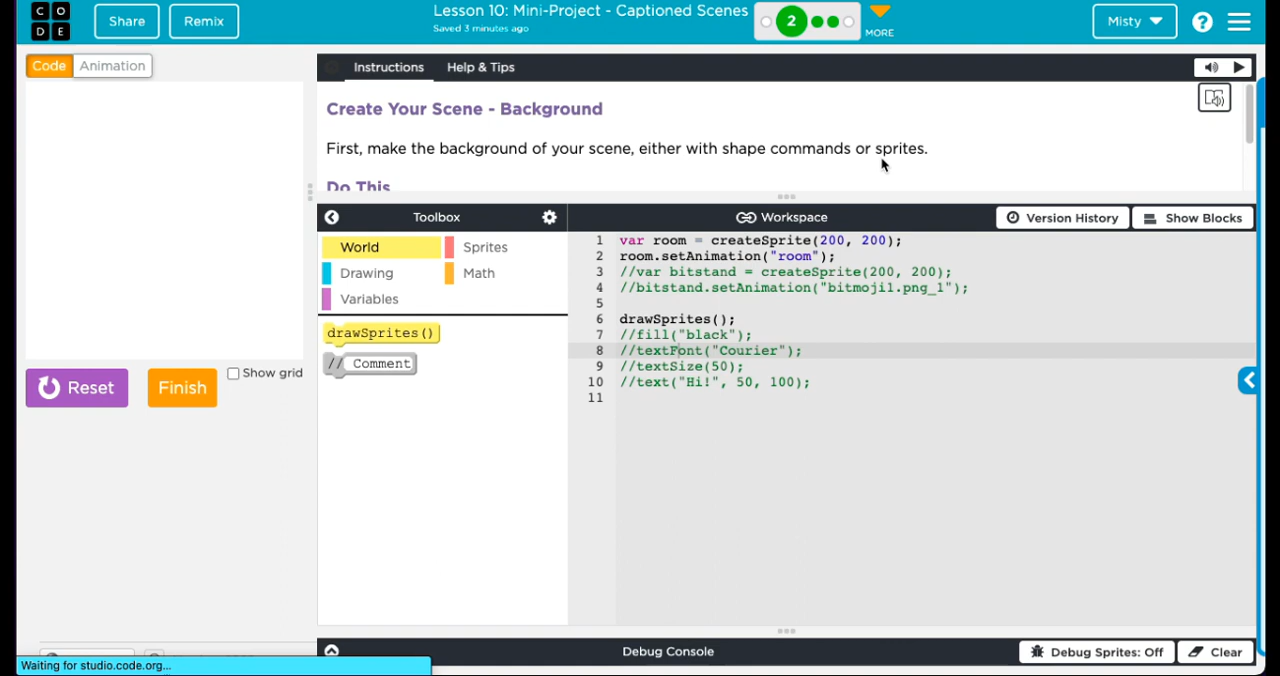 C O
D E
Share
Remix
Lesson 10: Mini-Project - Captioned Scenes
Saved 3 minutes ago
2
MORE
Misty
?
Code
Animation
Instructions
Help & Tips
Create Your Scene - Background
First, make the background of your scene, either with shape commands or sprites.
Do This
Toolbox
Workspace
Version History
Show Blocks
World
Sprites
Drawing
Math
Variables
drawSprites()
// Comment
1 var room = createSprite(200, 200);
2 room.setAnimation("room");
3 //var bitstand = createSprite(200, 200);
4 //bitstand.setAnimation("bitmoji1.png_1");
5
6 drawSprites();
7 //fill("black");
8 //textFont("Courier");
9 //textSize(50);
10 //text("Hi!", 50, 100);
11
Reset
Finish
Show grid
Debug Console
Debug Sprites: Off
Clear
Waiting for studio.code.org...